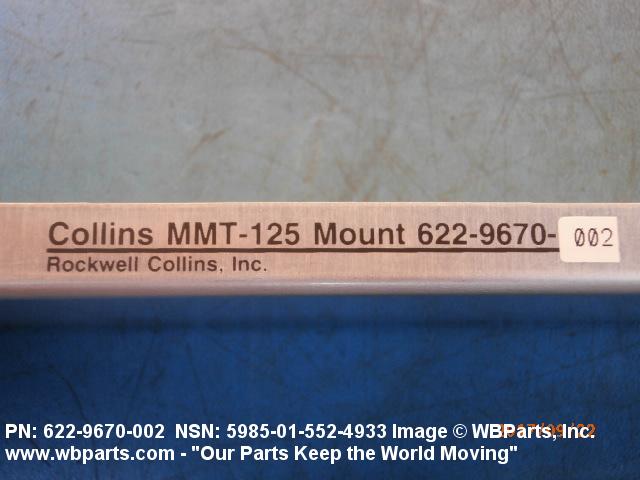 Collins MMT-125 Mount 622-9670- 002
Rockwell Collins, Inc.
PN: 622-9670-002 NSN: 5985-01-552-4933 Image © WBParts, Inc.
www.wbparts.com - "Our Parts Keep the World Moving"